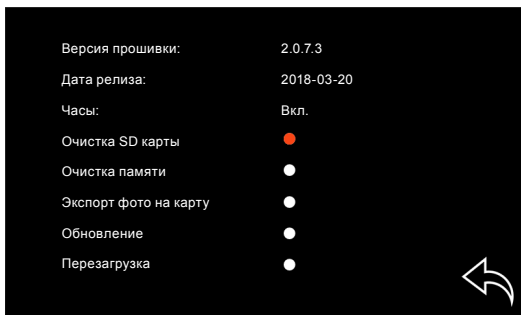 Версия прошивки: 2.0.7.3
Дата релиза: 2018-03-20
Часы: Вкл.
Очистка SD карты
Очистка памяти
Экспорт фото на карту
Обновление
Перезагрузка